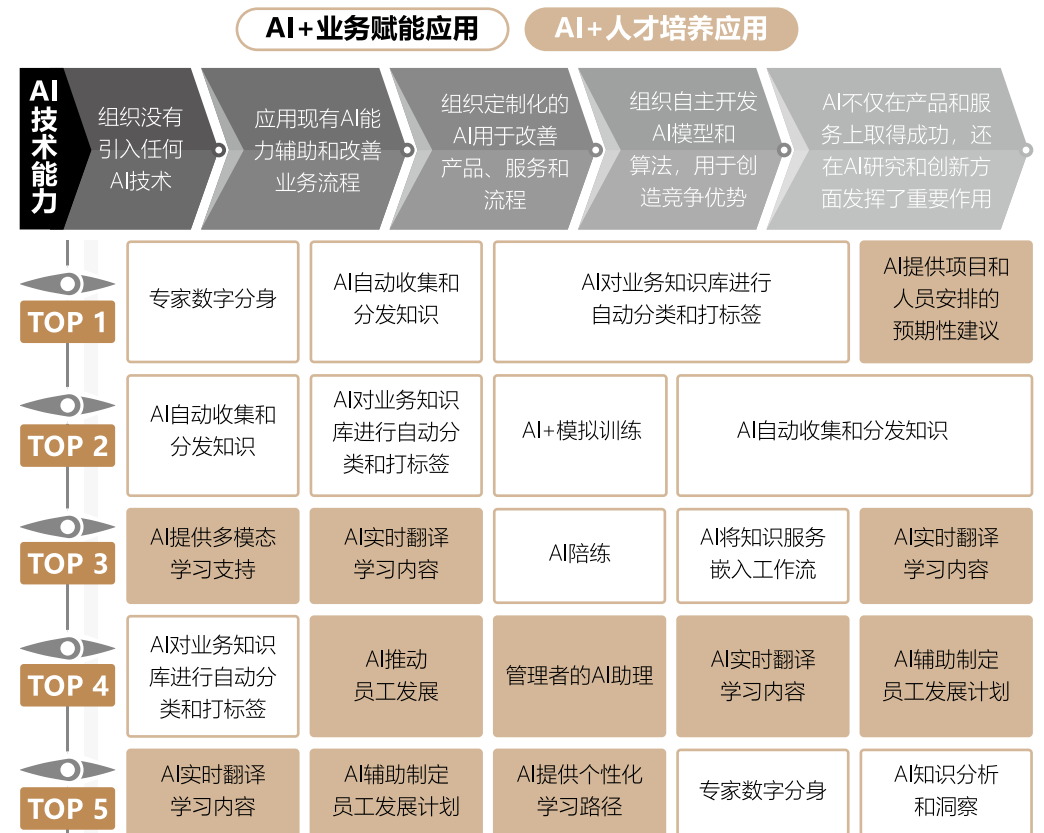 AI+业务赋能应用
AI+人才培养应用
AI
技
术
能
力
组织没有
引入任何
AI技术
应用现有AI能
力辅助和改善
业务流程
组织定制化的
AI用于改善
产品、服务和
流程
组织自主开发
AI模型和
算法，用于创
造竞争优势
AI不仅在产品和服
务上取得成功，还
在AI研究和创新方
面发挥了重要作用
TOP 1
专家数字分身
AI自动收集和
分发知识
AI对业务知识库进行
自动分类和打标签
AI提供项目和
人员安排的
预期性建议
TOP 2
AI自动收集和
分发知识
AI对业务知识
库进行自动分
类和打标签
AI+模拟训练
AI自动收集和分发知识
TOP 3
AI提供多模态
学习支持
AI实时翻译
学习内容
AI陪练
AI将知识服务
嵌入工作流
AI实时翻译
学习内容
TOP 4
AI对业务知识
库进行自动分
类和打标签
AI推动
员工发展
管理者的AI助理
AI实时翻译
学习内容
AI辅助制定
员工发展计划
TOP 5
AI实时翻译
学习内容
AI辅助制定
员工发展计划
AI提供个性化
学习路径
专家数字分身
AI知识分析
和洞察